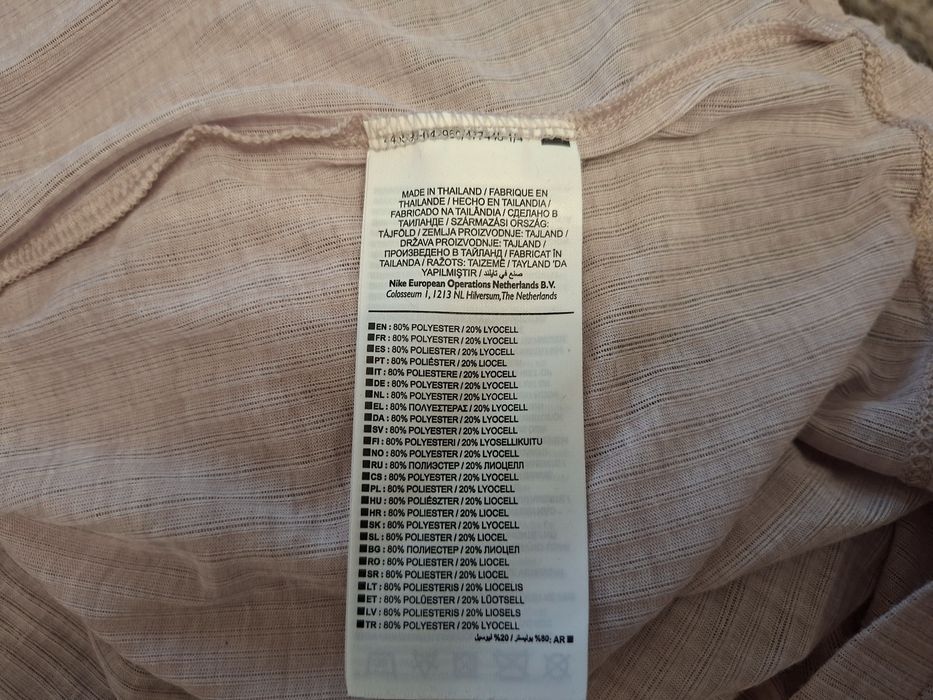 MADE IN THAILAND / FABRIQUE EN
THAILANDE / HECHO EN TAILANDIA /
FABRICADO NA TAILÂNDIA / СДЕЛАНО В
ТАИЛАНДЕ / SZÁRMAZÁSI ORSZÁG:
TÁJFÖLD / ZEMLJA PROIZVODNJE: TAJLAND /
DRŽAVA PROIZVODNJE: TAJLAND /
ПРОИЗВЕДЕНО В ТАЙЛАНД / FABRICAT ÎN
TAILANDA / RAŽOTS: TAIZEMĒ / TAYLAND 'DA
YAPILMIŞTIR / صنع في تايلند
Nike European Operations Netherlands B.V.
Colosseum 1, 1213 NL Hilversum, The Netherlands
EN : 80% POLYESTER / 20% LYOCELL
FR : 80% POLYESTER / 20% LYOCELL
ES : 80% POLIESTER / 20% LYOCELL
PT : 80% POLIÉSTER / 20% LIOCEL
IT : 80% POLIESTERE / 20% LYOCELL
DE : 80% POLYESTER / 20% LYOCELL
NL : 80% POLYESTER / 20% LYOCELL
EL : 80% ΠΟΛΥΕΣΤΕΡΑΣ / 20% LYOCELL
DA : 80% POLYESTER / 20% LYOCELL
SV : 80% POLYESTER / 20% LYOCELL
FI : 80% POLYESTERI / 20% LYOSELLIKUITU
NO : 80% POLYESTER / 20% LYOCELL
RU : 80% ПОЛИЭСТЕР / 20% ЛИОЦЕЛЛ
CS : 80% POLYESTER / 20% LYOCELL
PL : 80% POLIESTER / 20% LYOCELL
HU : 80% POLIÉSZTER / 20% LIOCELL
HR : 80% POLIESTER / 20% LIOCEL
SK : 80% POLYESTER / 20% LYOCELL
SL : 80% POLIESTER / 20% LIOCEL
BG : 80% ПОЛИЕСТЕР / 20% ЛИОЦЕЛ
RO : 80% POLIESTER / 20% LIOCEL
SR : 80% POLIESTER / 20% LIOCEL
LT : 80% POLIESTERIS / 20% LIOCELIS
ET : 80% POLÜESTER / 20% LÜOTSELL
LV : 80% POLIESTERIS / 20% LIOSELS
TR : 80% POLYESTER / 20% LYOCELL
AR :80% بوليستر / 20% ليوسيل